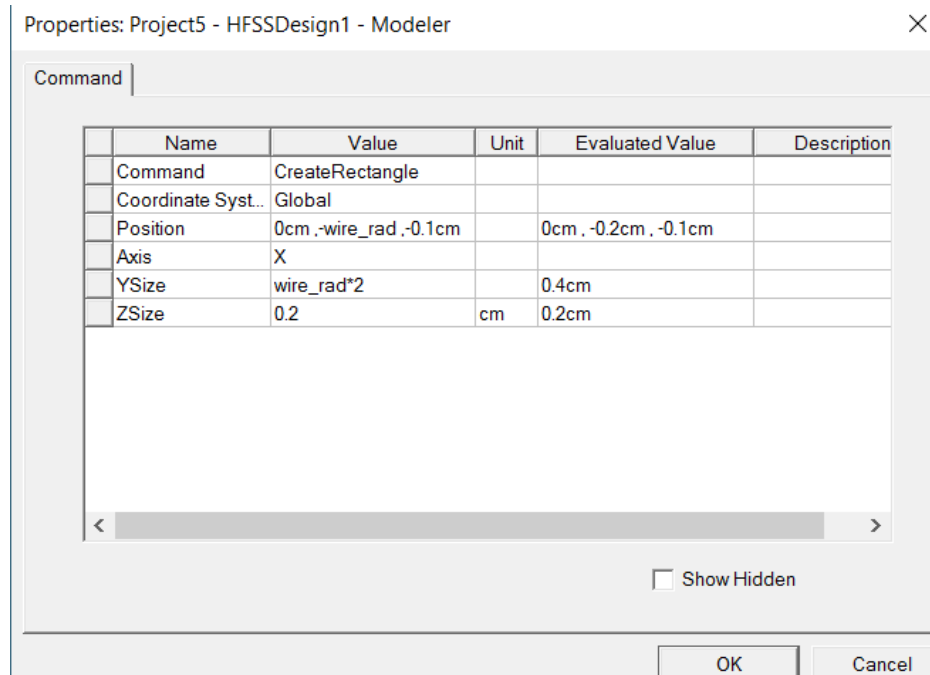 Properties: Project5 - HFSSDesign1 - Modeler
Command
Name Value Unit Evaluated Value Description
Command CreateRectangle
Coordinate Syst... Global
Position 0cm ,-wire_rad ,-0.1cm 0cm , -0.2cm , -0.1cm
Axis X
YSize wire_rad*2 0.4cm
ZSize 0.2 cm 0.2cm
Show Hidden
OK Cancel